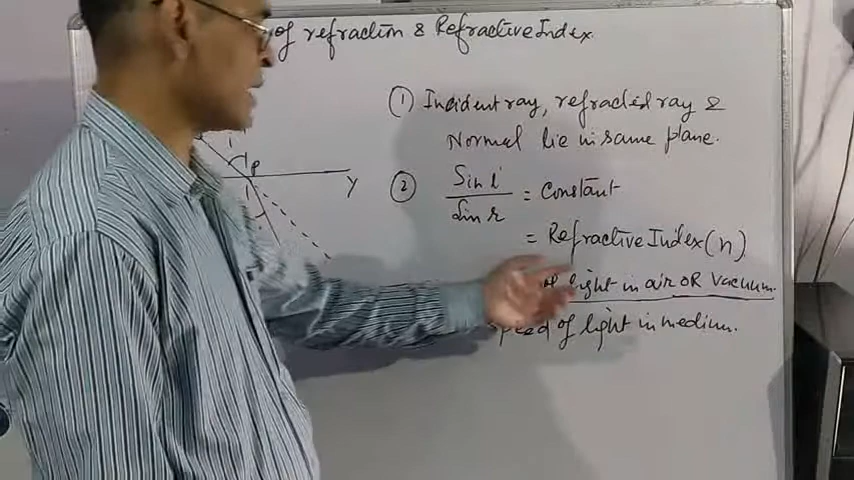 of refraction & Refractive Index.
① Incident ray, refracted ray &
Normal lie in same plane.
P
Y
② Sin i
Sin r
= Constant
= Refractive Index (n)
of light in air OR Vacuum.
speed of light in medium.